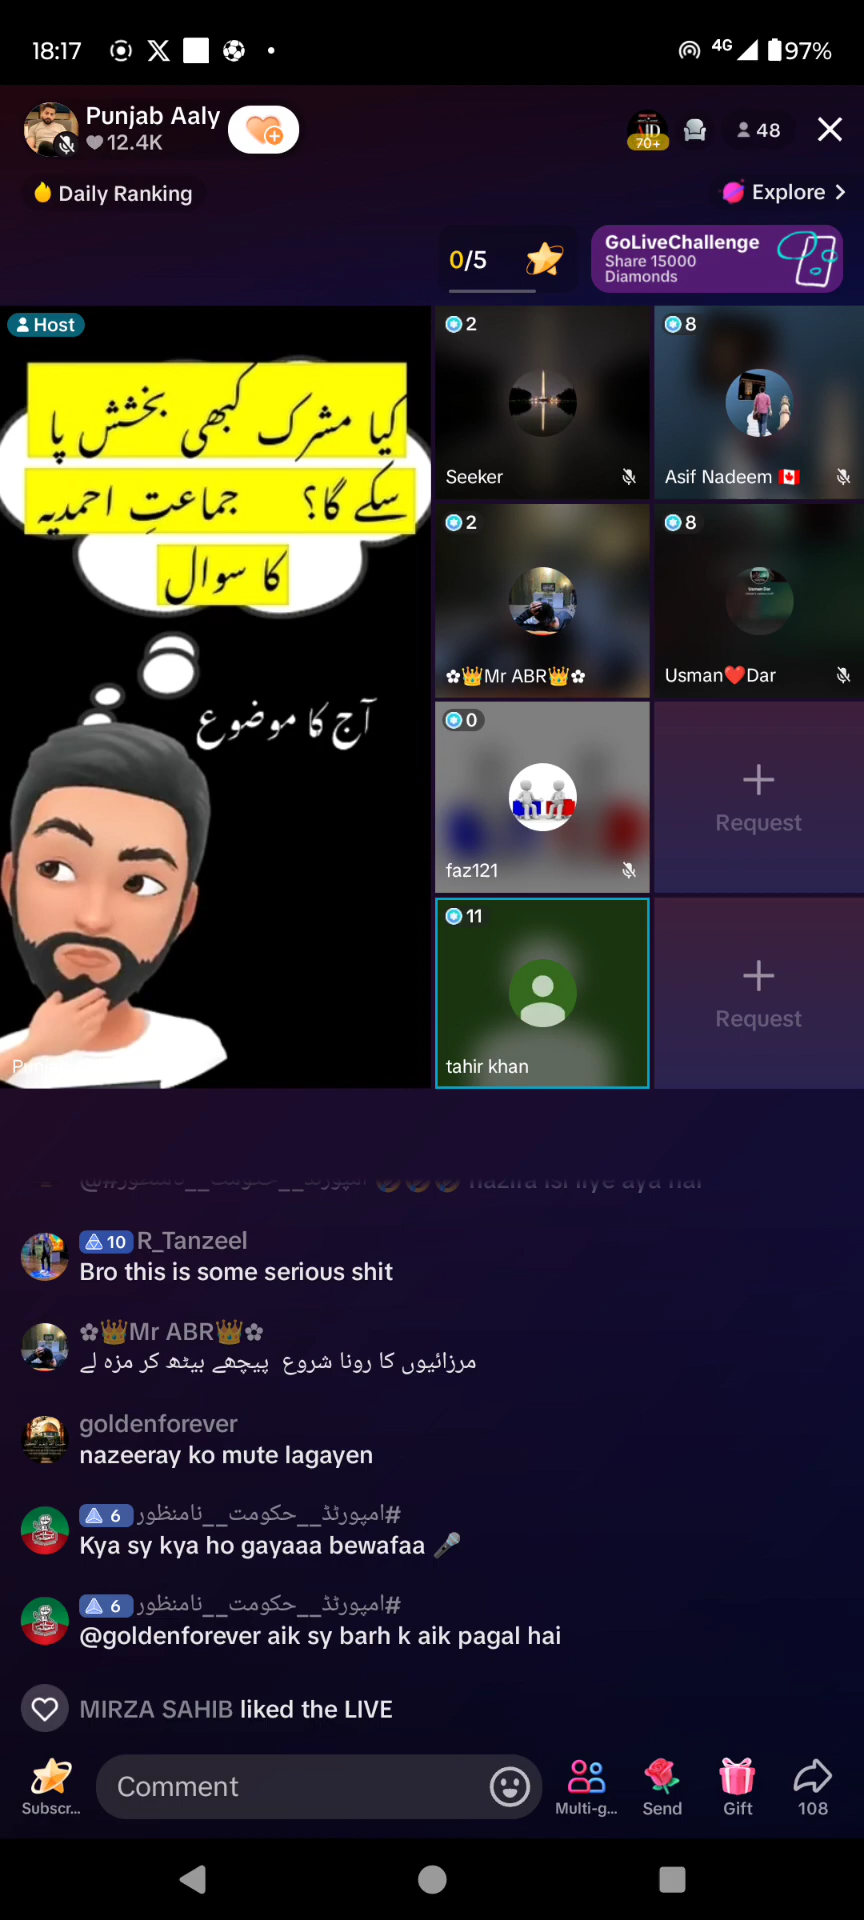 18:17
4G
97%
Punjab Aaly
12.4K
70+
48
Daily Ranking
Explore
0/5
GoLiveChallenge
Share 15000
Diamonds
Host
کیا مشرک کبھی بخشش پا
سکے گا؟ جماعتِ احمدیہ
کا سوال
آج کا موضوع
2
Seeker
8
Asif Nadeem 🇨🇦
2
✿👑Mr ABR👑✿
8
Usman❤️Dar
0
faz121
Request
11
tahir khan
Request
hai
10 R_Tanzeel
Bro this is some serious shit
✿👑Mr ABR👑✿
مرزائیوں کا رونا شروع پیچھے بیٹھ کر مزہ لے
goldenforever
nazeeray ko mute lagayen
6 #امپورٹڈ__حکومت__نامنظور
Kya sy kya ho gayaaa bewafaa 🎤
6 #امپورٹڈ__حکومت__نامنظور
@goldenforever aik sy barh k aik pagal hai
MIRZA SAHIB liked the LIVE
Subscr...
Comment
Multi-g...
Send
Gift
108